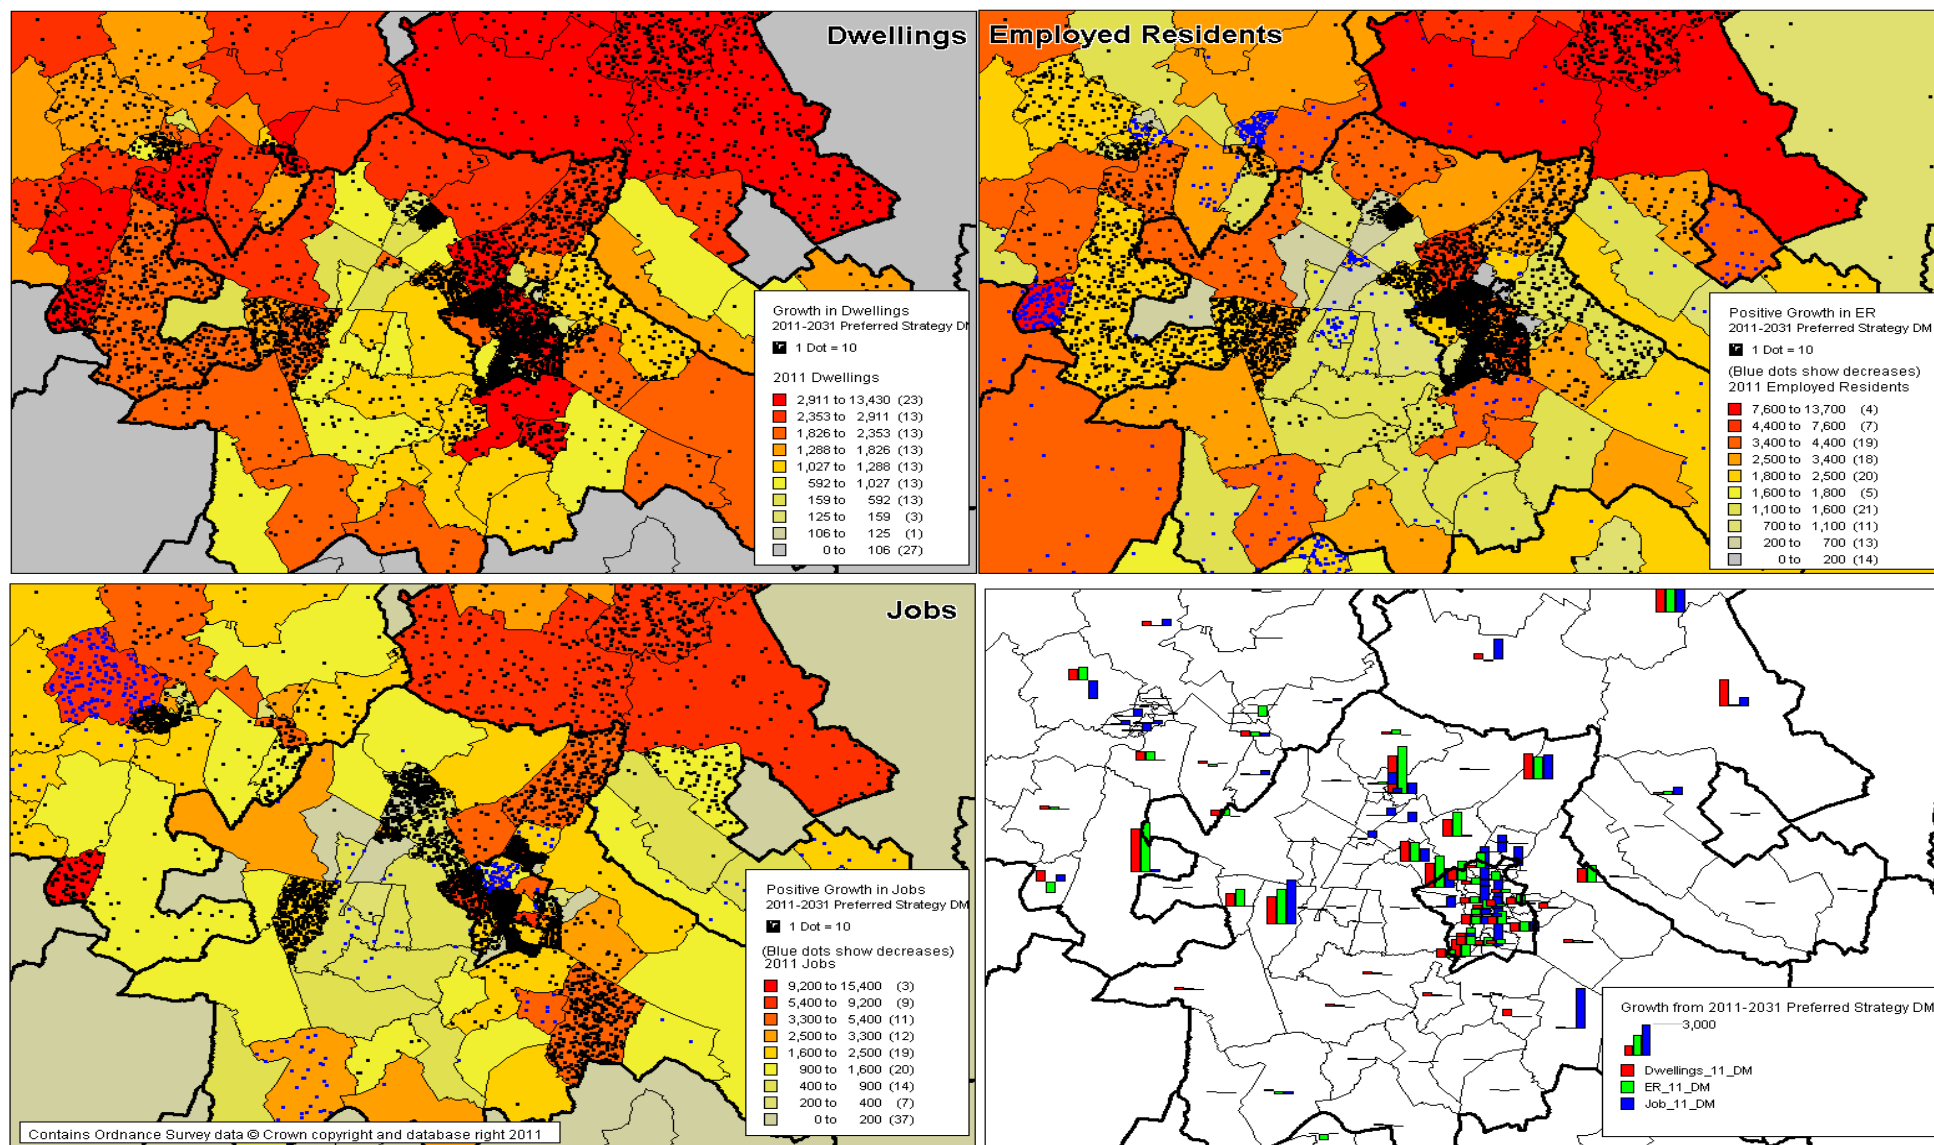 Dwellings
Growth in Dwellings
2011-2031 Preferred Strategy DM
1 Dot = 10
2011 Dwellings
2,911 to 13,430 (23)
2,353 to 2,911 (13)
1,826 to 2,353 (13)
1,288 to 1,826 (13)
1,027 to 1,288 (13)
592 to 1,027 (13)
159 to 592 (13)
125 to 159 (3)
106 to 125 (1)
0 to 106 (27)
Employed Residents
Positive Growth in ER
2011-2031 Preferred Strategy DM
1 Dot = 10
(Blue dots show decreases)
2011 Employed Residents
7,600 to 13,700 (4)
4,400 to 7,600 (7)
3,400 to 4,400 (19)
2,500 to 3,400 (18)
1,800 to 2,500 (20)
1,600 to 1,800 (5)
1,100 to 1,600 (21)
700 to 1,100 (11)
200 to 700 (13)
0 to 200 (14)
Jobs
Positive Growth in Jobs
2011-2031 Preferred Strategy DM
1 Dot = 10
(Blue dots show decreases)
2011 Jobs
9,200 to 15,400 (3)
5,400 to 9,200 (9)
3,300 to 5,400 (11)
2,500 to 3,300 (12)
1,600 to 2,500 (19)
900 to 1,600 (20)
400 to 900 (14)
200 to 400 (7)
0 to 200 (37)
Contains Ordnance Survey data © Crown copyright and database right 2011
Growth from 2011-2031 Preferred Strategy DM
3,000
Dwellings_11_DM
ER_11_DM
Job_11_DM